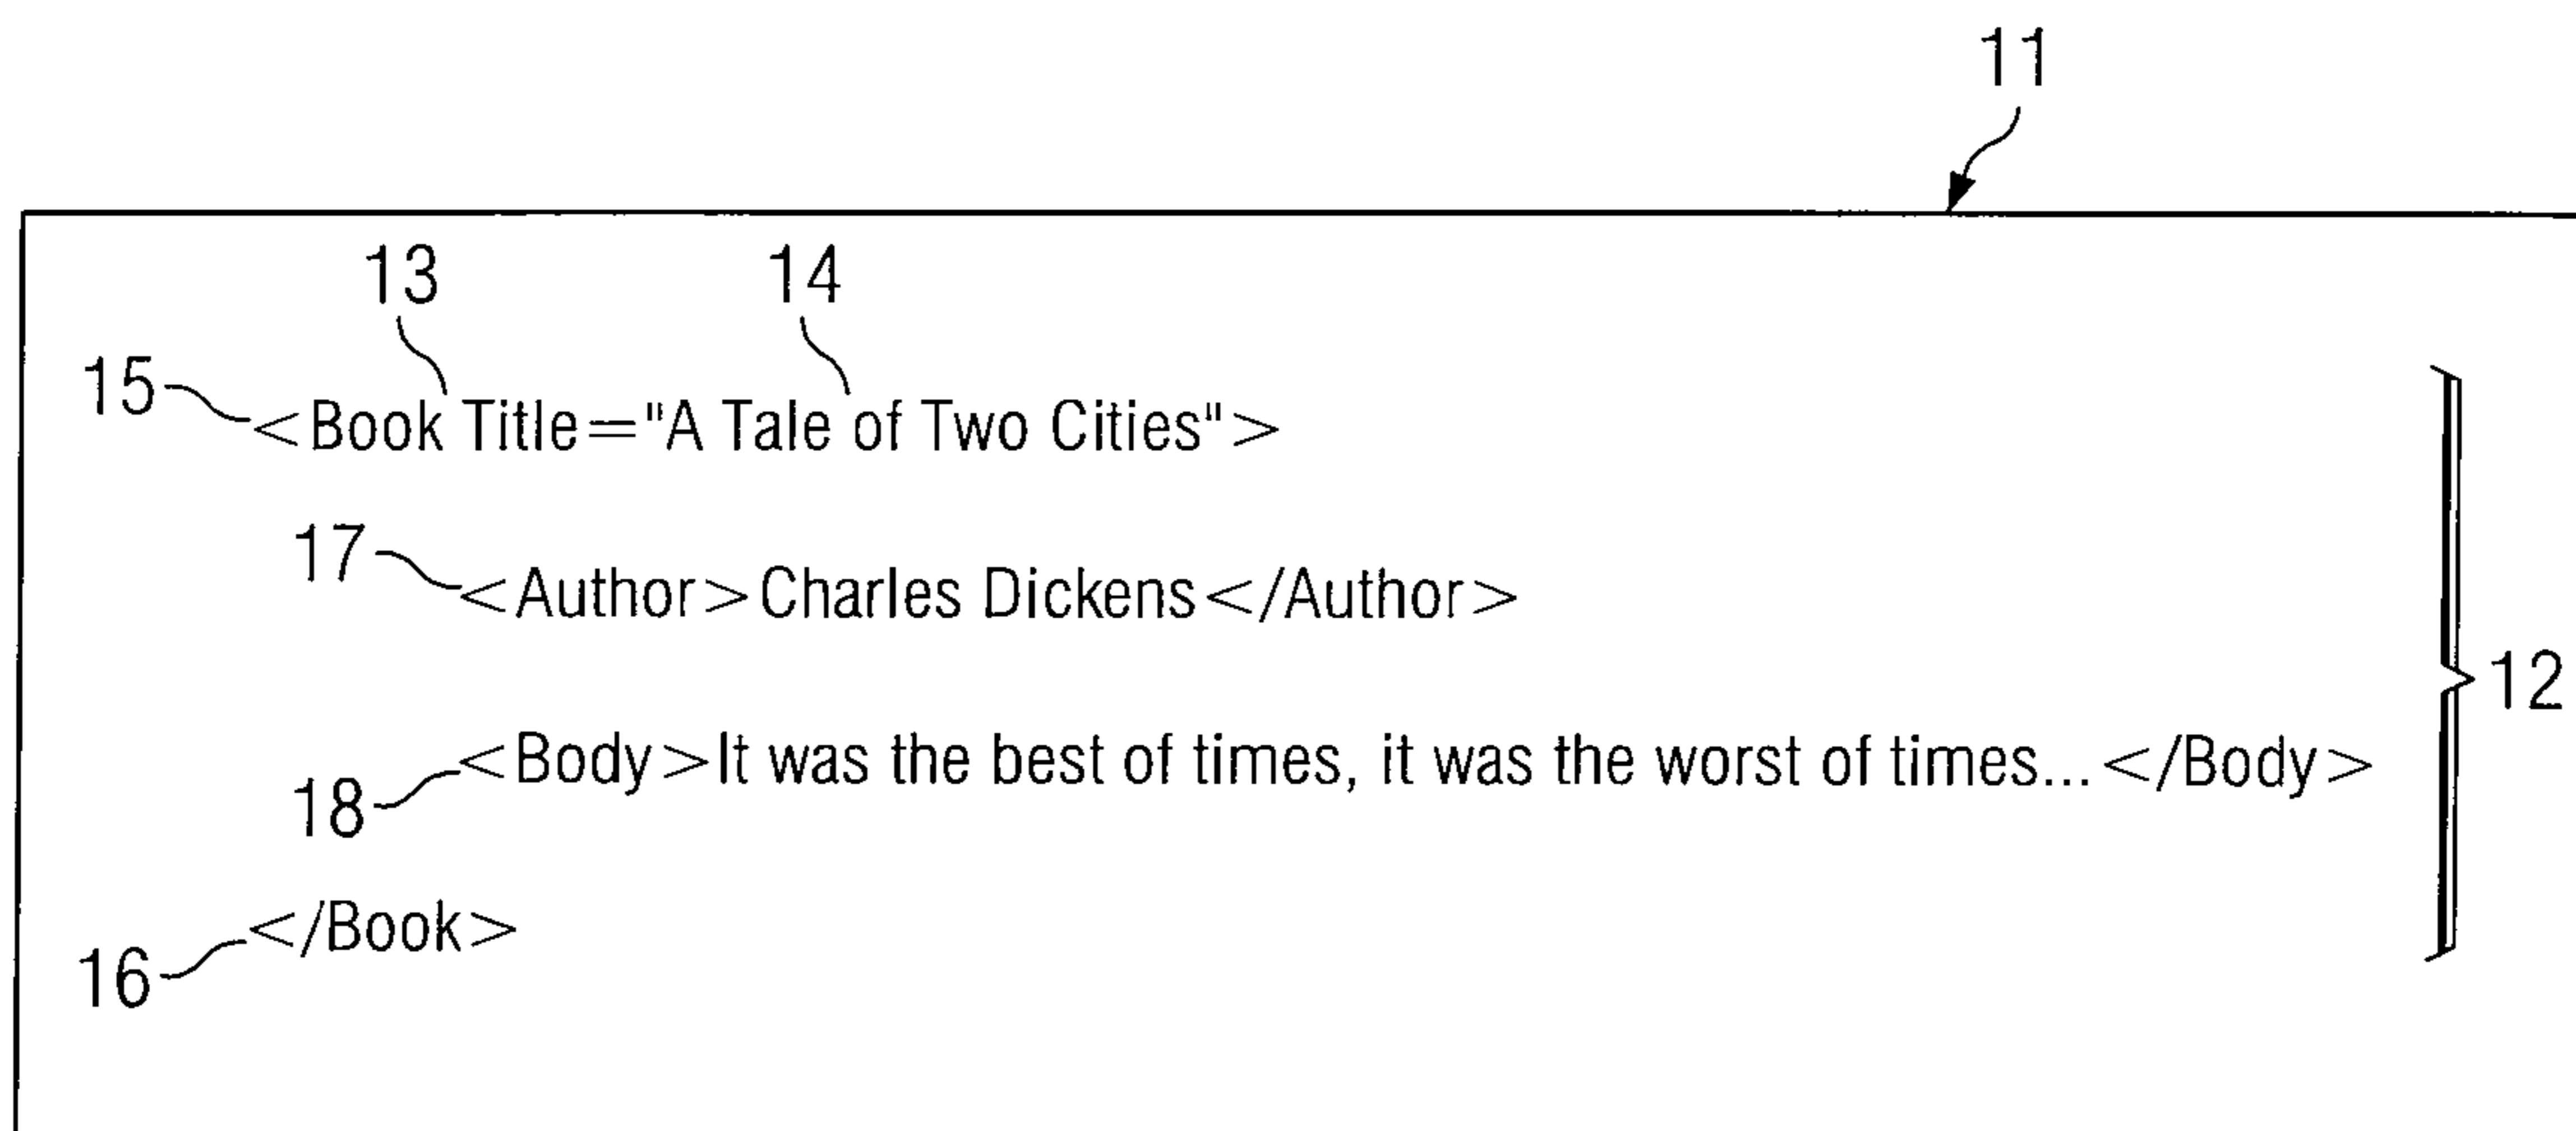 11
13 14
15 <Book Title="A Tale of Two Cities">
17 <Author>Charles Dickens</Author>
12
18 <Body>It was the best of times, it was the worst of times...</Body>
16 </Book>